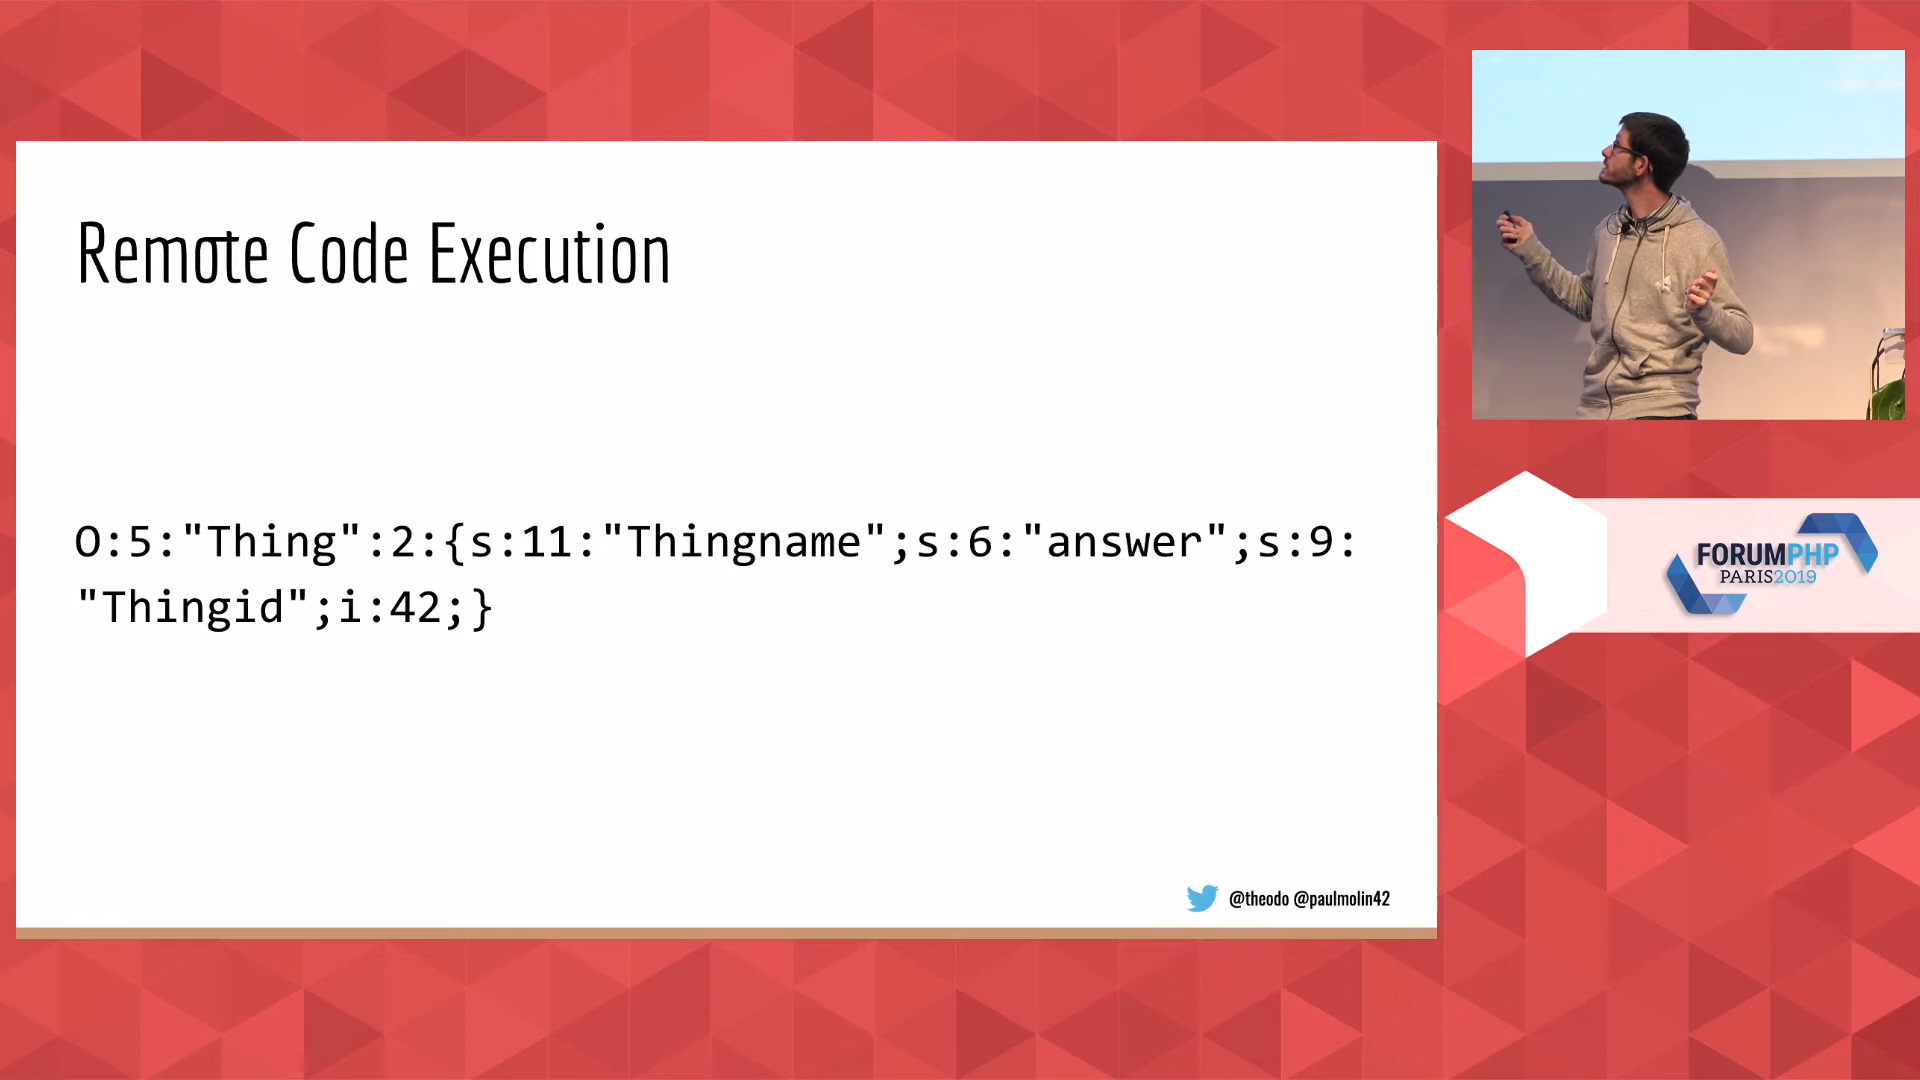 Remote Code Execution
O:5:"Thing":2:{s:11:"Thingname";s:6:"answer";s:9:
"Thingid";i:42;}
@theodo @paulmolin42
FORUMPHP
PARIS2019